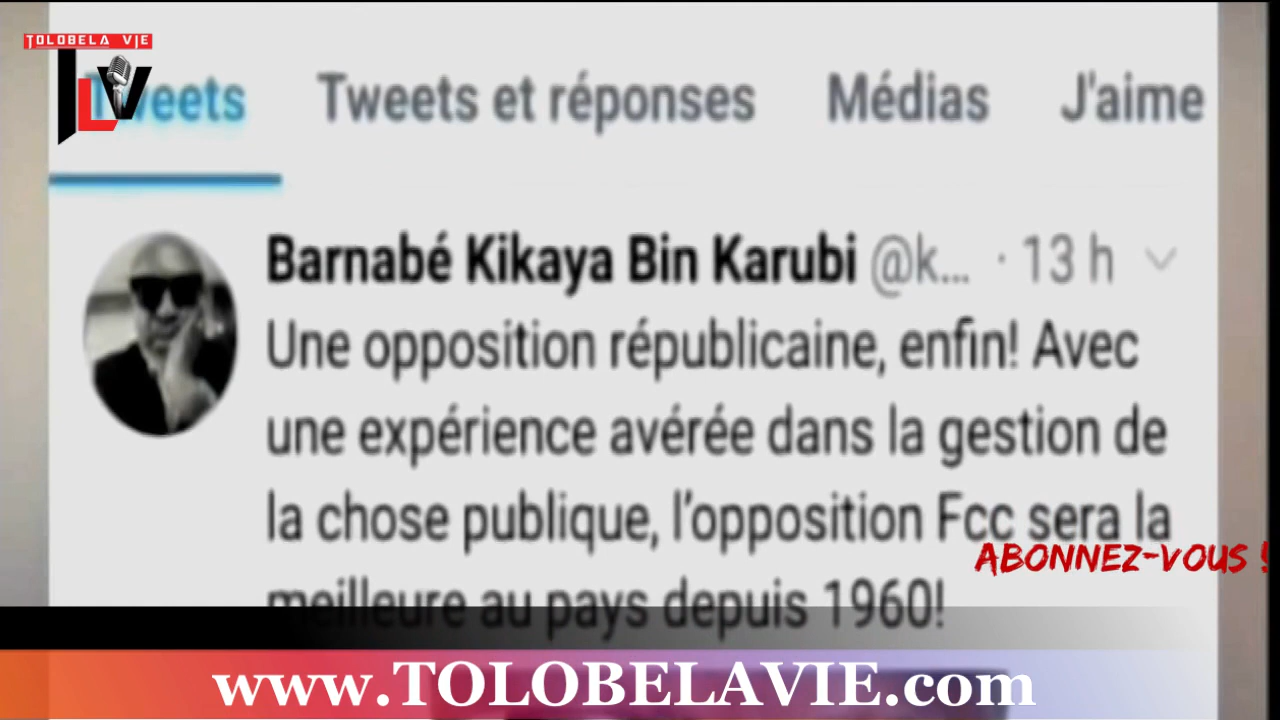 TOLOBELA VIE
TLV
Tweets Tweets et réponses Médias J'aime
Barnabé Kikaya Bin Karubi @k... · 13 h
Une opposition républicaine, enfin! Avec
une expérience avérée dans la gestion de
la chose publique, l'opposition Fcc sera la
ABONNEZ-VOUS !
meilleure au pays depuis 1960!
www.TOLOBELAVIE.com